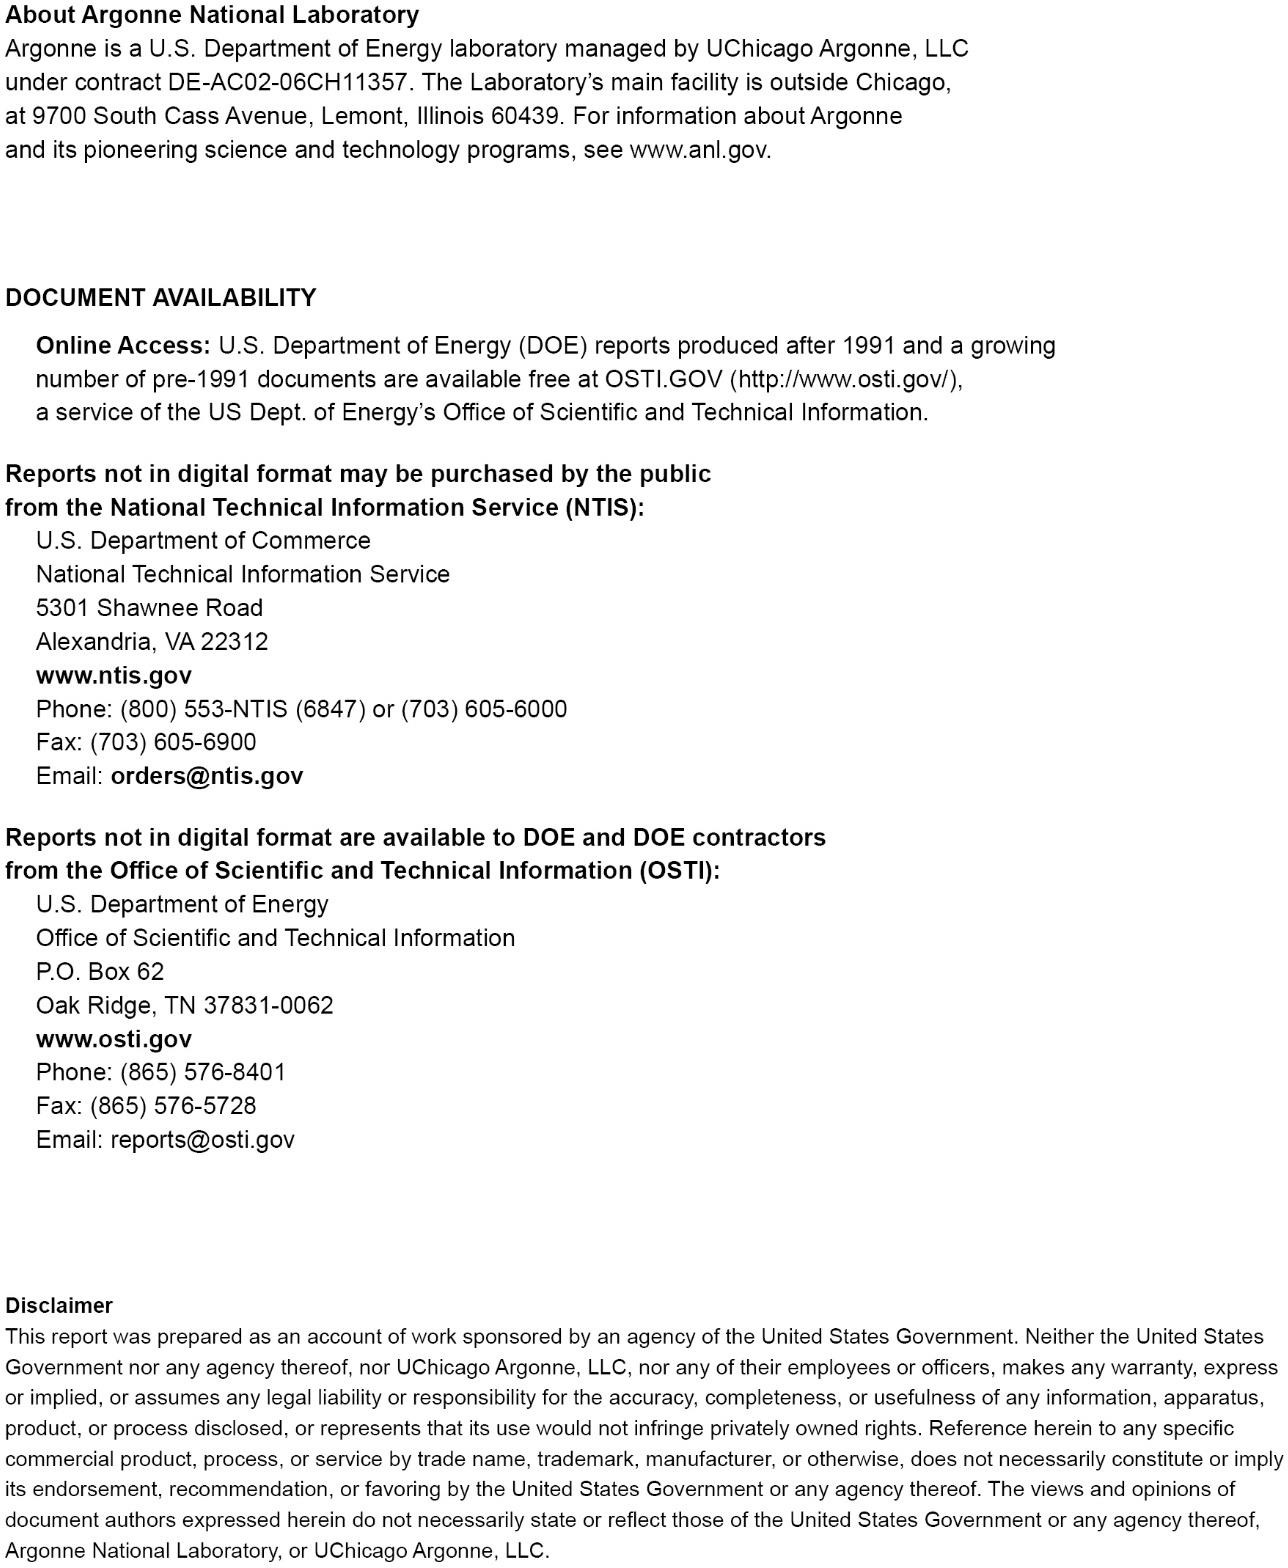 About Argonne National Laboratory
Argonne is a U.S. Department of Energy laboratory managed by UChicago Argonne, LLC
under contract DE-AC02-06CH11357. The Laboratory's main facility is outside Chicago,
at 9700 South Cass Avenue, Lemont, Illinois 60439. For information about Argonne
and its pioneering science and technology programs, see www.anl.gov.
DOCUMENT AVAILABILITY
Online Access: U.S. Department of Energy (DOE) reports produced after 1991 and a growing
number of pre-1991 documents are available free at OSTI.GOV (http://www.osti.gov/),
a service of the US Dept. of Energy's Office of Scientific and Technical Information.
Reports not in digital format may be purchased by the public
from the National Technical Information Service (NTIS):
U.S. Department of Commerce
National Technical Information Service
5301 Shawnee Road
Alexandria, VA 22312
www.ntis.gov
Phone: (800) 553-NTIS (6847) or (703) 605-6000
Fax: (703) 605-6900
Email: orders@ntis.gov
Reports not in digital format are available to DOE and DOE contractors
from the Office of Scientific and Technical Information (OSTI):
U.S. Department of Energy
Office of Scientific and Technical Information
P.O. Box 62
Oak Ridge, TN 37831-0062
www.osti.gov
Phone: (865) 576-8401
Fax: (865) 576-5728
Email: reports@osti.gov
Disclaimer
This report was prepared as an account of work sponsored by an agency of the United States Government. Neither the United States
Government nor any agency thereof, nor UChicago Argonne, LLC, nor any of their employees or officers, makes any warranty, express
or implied, or assumes any legal liability or responsibility for the accuracy, completeness, or usefulness of any information, apparatus,
product, or process disclosed, or represents that its use would not infringe privately owned rights. Reference herein to any specific
commercial product, process, or service by trade name, trademark, manufacturer, or otherwise, does not necessarily constitute or imply
its endorsement, recommendation, or favoring by the United States Government or any agency thereof. The views and opinions of
document authors expressed herein do not necessarily state or reflect those of the United States Government or any agency thereof,
Argonne National Laboratory, or UChicago Argonne, LLC.